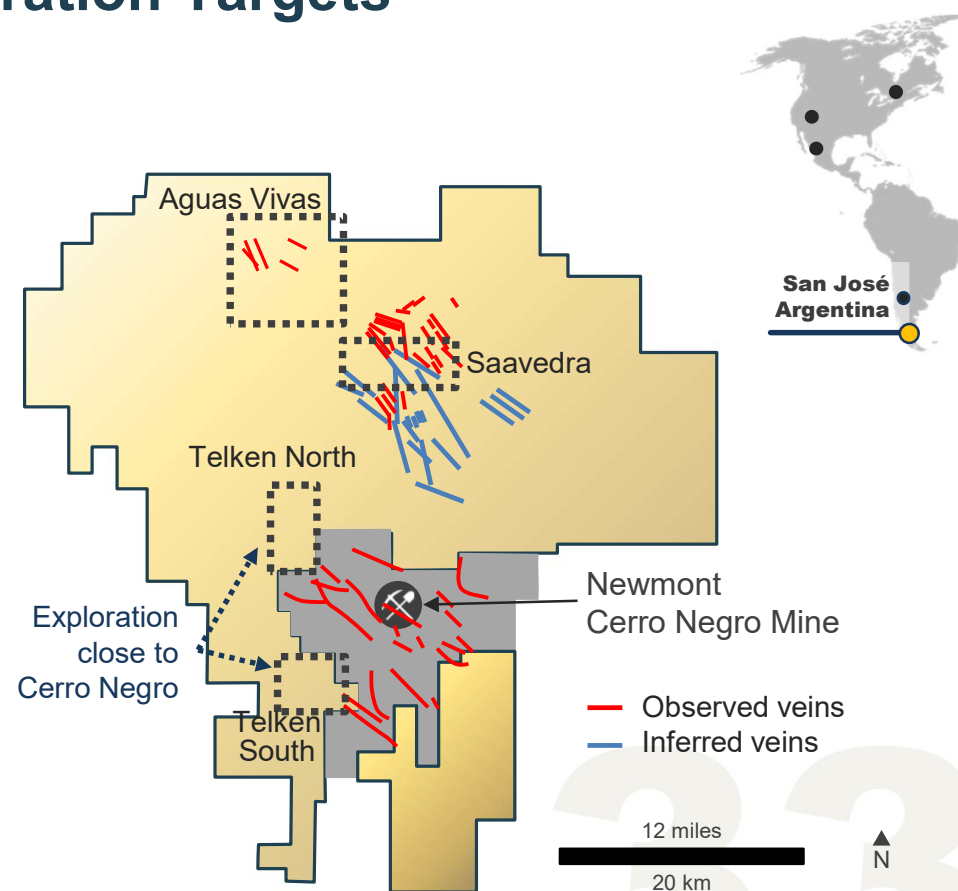 ration Targets
Aguas Vivas
San José
Argentina
Saavedra
Telken North
Newmont
Cerro Negro Mine
Exploration
close to
Cerro Negro
Telken
South
Observed veins
Inferred veins
12 miles
20 km
N
33